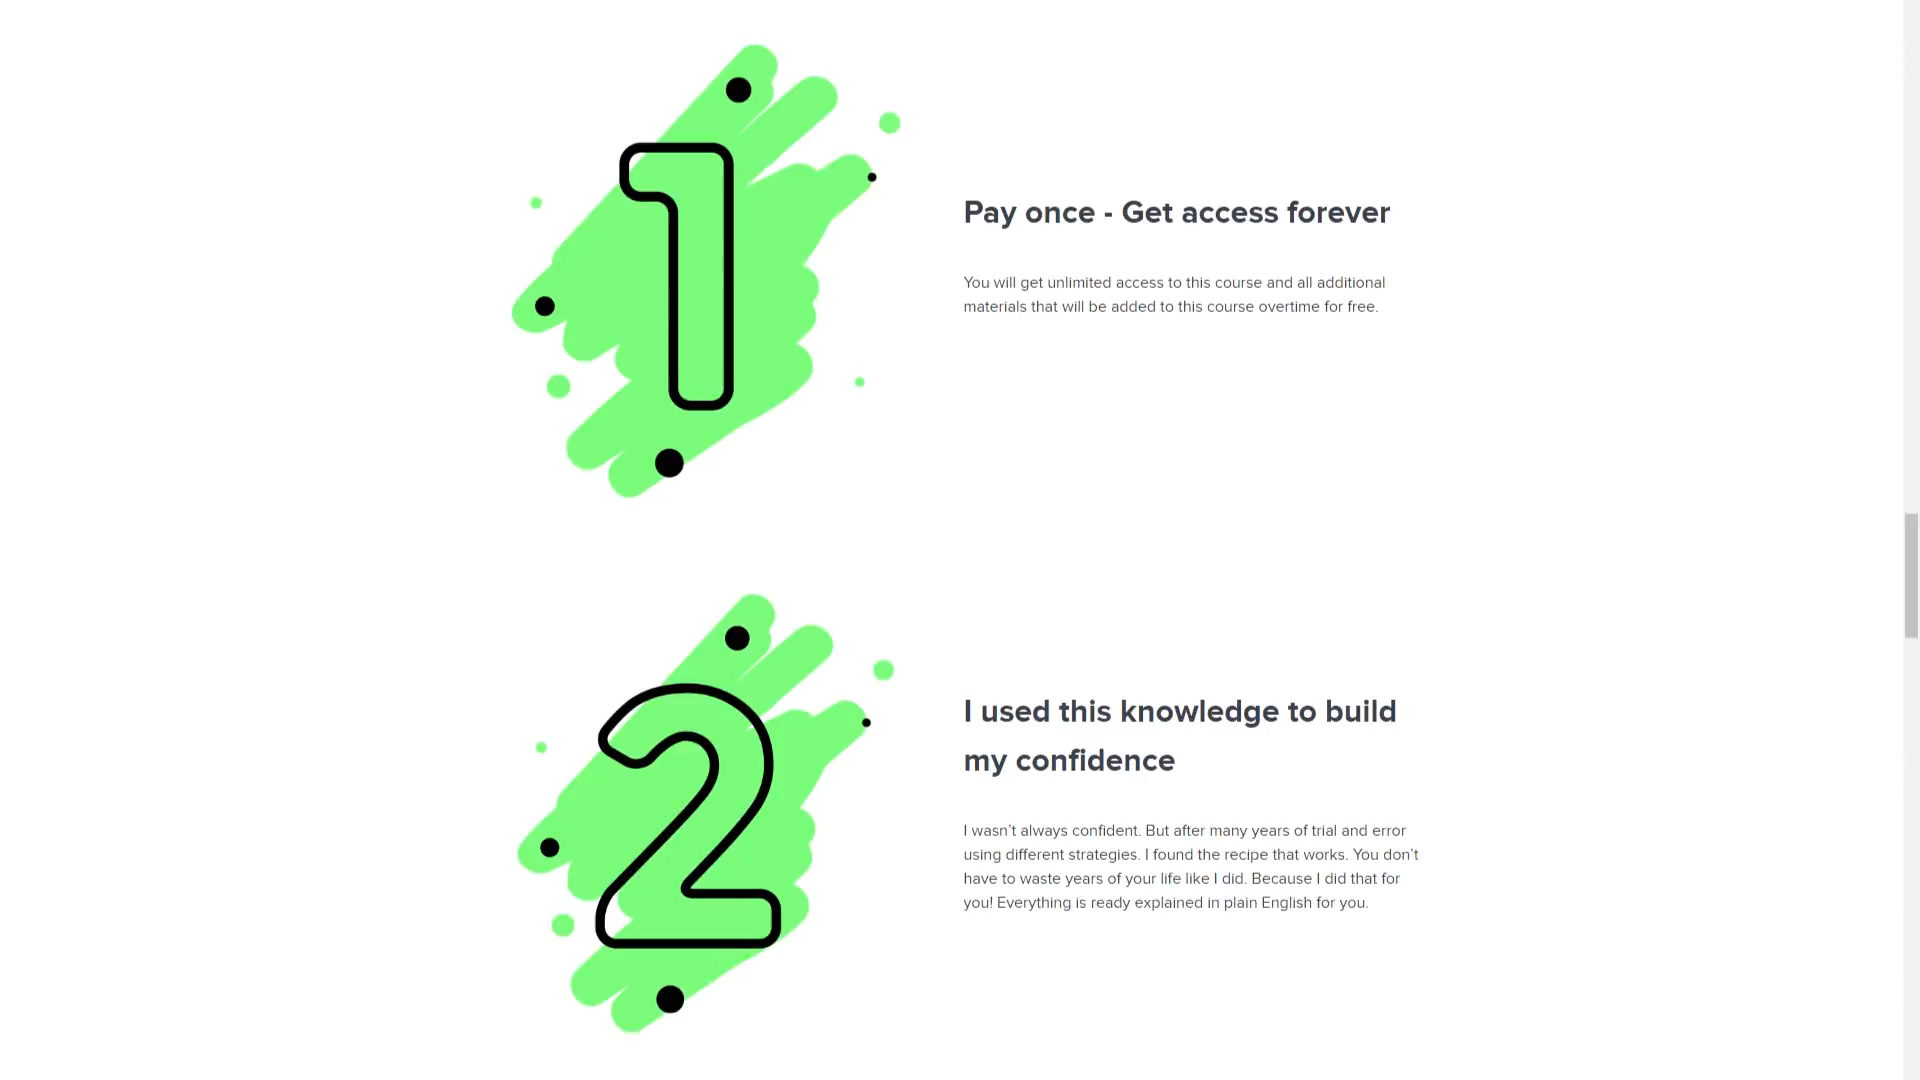 1
Pay once - Get access forever
You will get unlimited access to this course and all additional
materials that will be added to this course overtime for free.
2
I used this knowledge to build
my confidence
I wasn’t always confident. But after many years of trial and error
using different strategies. I found the recipe that works. You don’t
have to waste years of your life like I did. Because I did that for
you! Everything is ready explained in plain English for you.